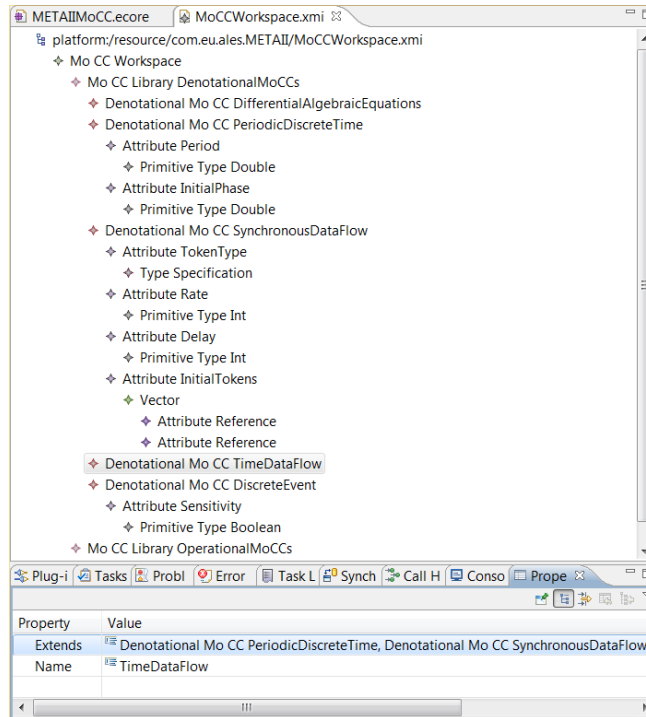 METAIIMoCC.ecore MoCCWorkspace.xmi
platform:/resource/com.eu.ales.METAII/MoCCWorkspace.xmi
Mo CC Workspace
Mo CC Library DenotationalMoCCs
Denotational Mo CC DifferentialAlgebraicEquations
Denotational Mo CC PeriodicDiscreteTime
Attribute Period
Primitive Type Double
Attribute InitialPhase
Primitive Type Double
Denotational Mo CC SynchronousDataFlow
Attribute TokenType
Type Specification
Attribute Rate
Primitive Type Int
Attribute Delay
Primitive Type Int
Attribute InitialTokens
Vector
Attribute Reference
Attribute Reference
Denotational Mo CC TimeDataFlow
Denotational Mo CC DiscreteEvent
Attribute Sensitivity
Primitive Type Boolean
Mo CC Library OperationalMoCCs
Plug-i Tasks Probl Error Task L Synch Call H Conso Prope
Property Value
Extends Denotational Mo CC PeriodicDiscreteTime, Denotational Mo CC SynchronousDataFlow
Name TimeDataFlow